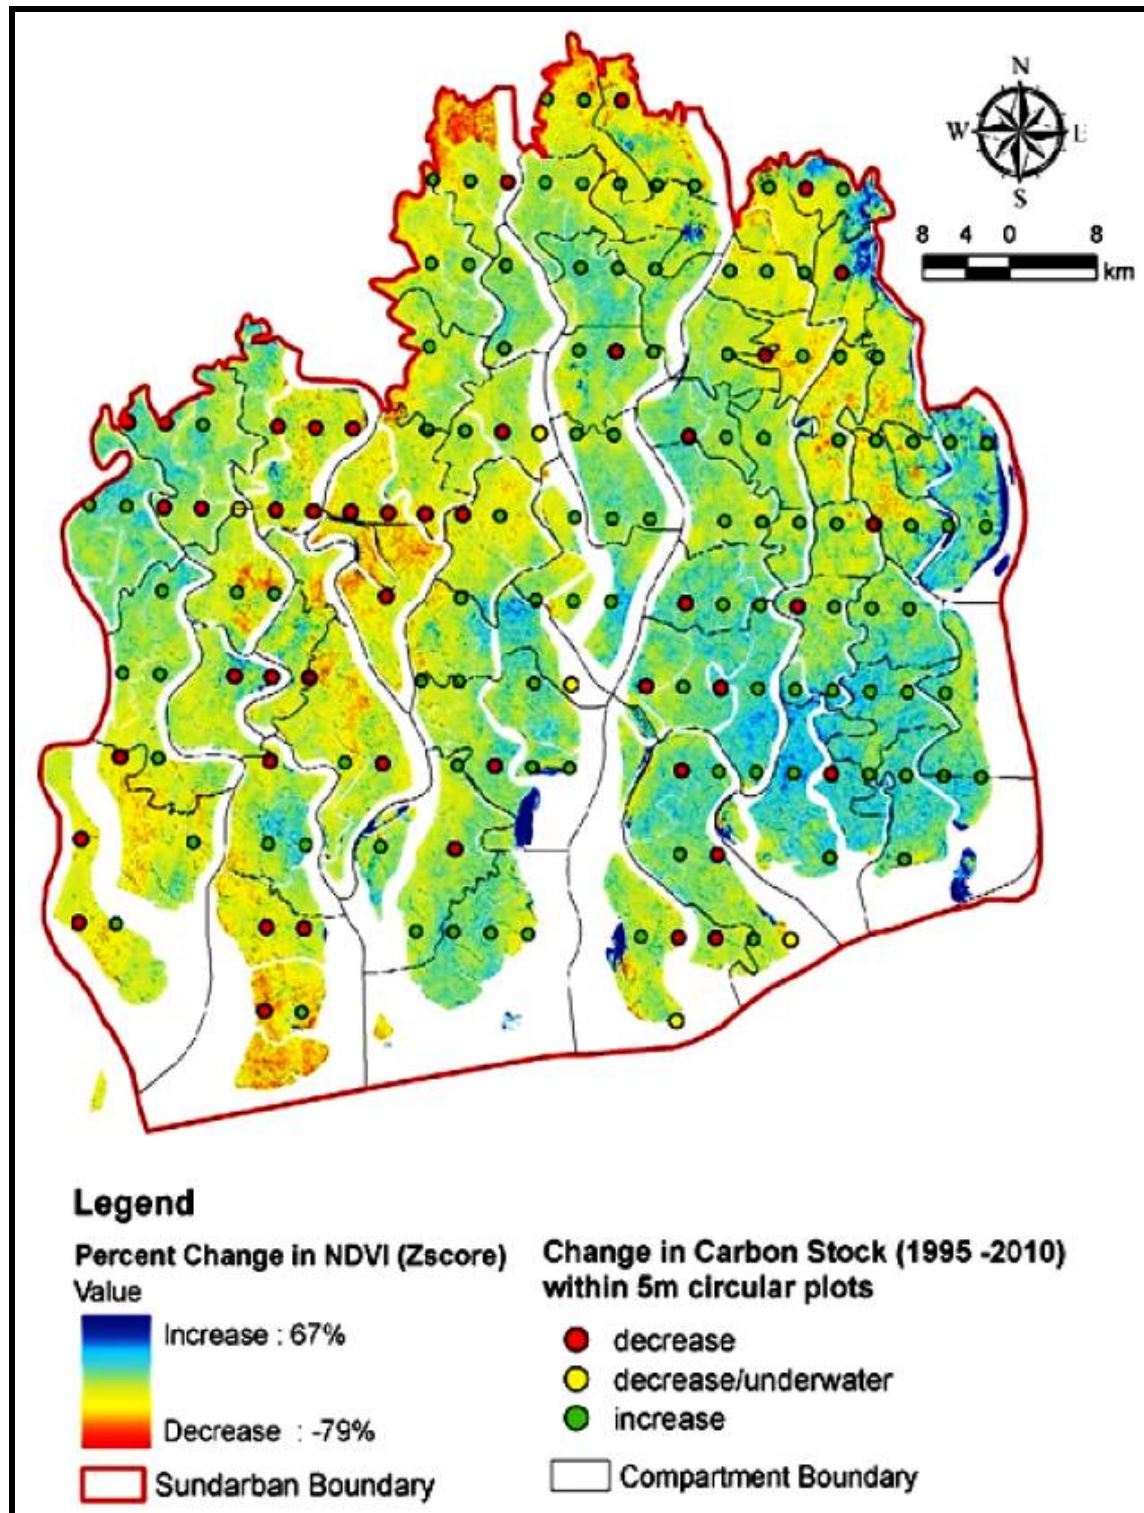 N
W E
S
8 4 0 8
km
Legend
Percent Change in NDVI (Zscore)
Value
Increase : 67%
Decrease : -79%
Sundarban Boundary
Change in Carbon Stock (1995 -2010)
within 5m circular plots
decrease
decrease/underwater
increase
Compartment Boundary